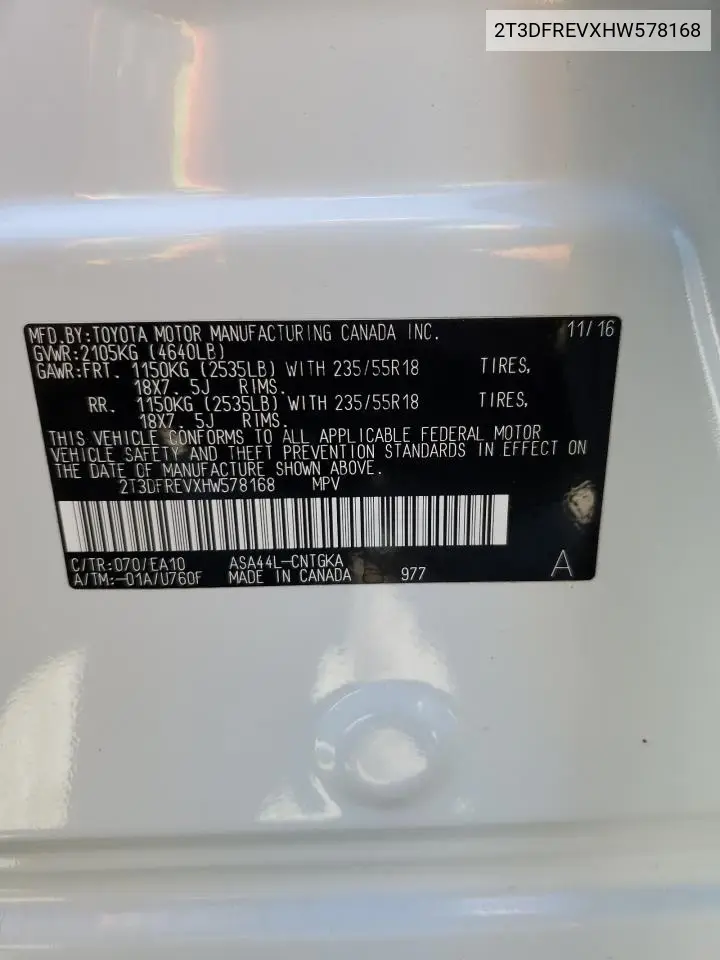 2T3DFREVXHW578168
MFD.BY:TOYOTA MOTOR MANUFACTURING CANADA INC. 11/16
GVWR:2105KG (4640LB)
GAWR:FRT. 1150KG (2535LB) WITH 235/55R18 TIRES,
18X7. 5J RIMS.
RR. 1150KG (2535LB) WITH 235/55R18 TIRES,
18X7. 5J RIMS.
THIS VEHICLE CONFORMS TO ALL APPLICABLE FEDERAL MOTOR
VEHICLE SAFETY AND THEFT PREVENTION STANDARDS IN EFFECT ON
THE DATE OF MANUFACTURE SHOWN ABOVE.
2T3DFREVXHW578168 MPV
C/TR:070/EA10 ASA44L-CNTGKA
A/TM:-01A/U760F MADE IN CANADA 977 A